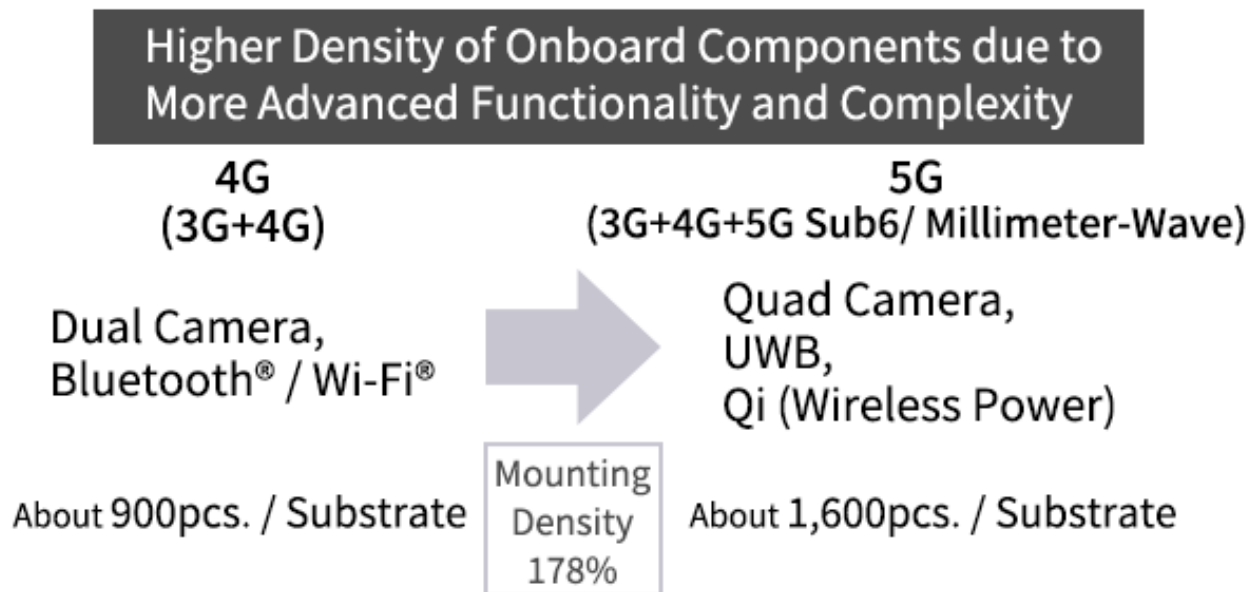 Higher Density of Onboard Components due to
More Advanced Functionality and Complexity
4G
(3G+4G)
Dual Camera,
Bluetooth® / Wi-Fi®
About 900pcs. / Substrate
Mounting
Density
178%
5G
(3G+4G+5G Sub6/ Millimeter-Wave)
Quad Camera,
UWB,
Qi (Wireless Power)
About 1,600pcs. / Substrate